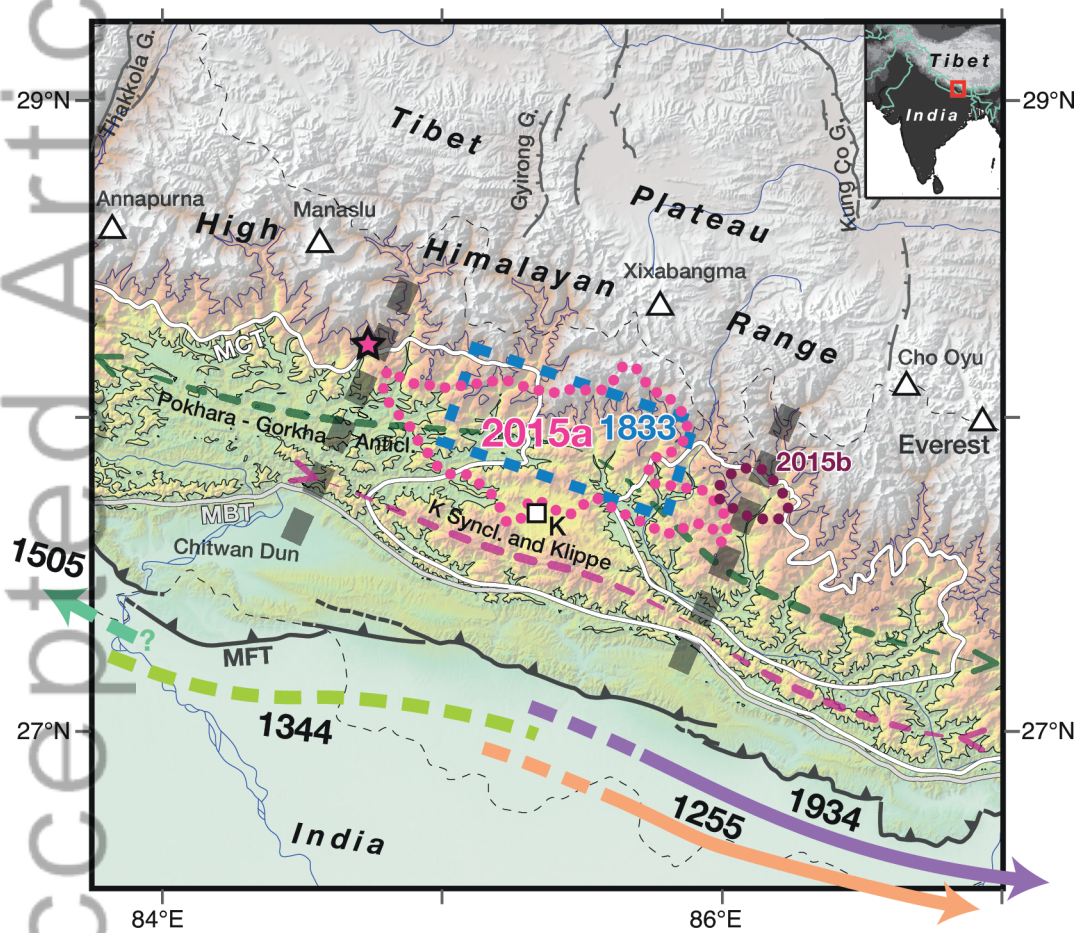 Accepted Artic
Thakkola G.
29°N
29°N
Tibet
India
Tibet
Gyirong G.
Kung Co G.
Plateau
Annapurna
Manaslu
High
Himalayan
Xixabangma
Range
MCT
Cho Oyu
Everest
Pokhara - Gorkha Anticl.
2015a
1833
2015b
K
K Syncl. and Klippe
MBT
Chitwan Dun
1505
?
MFT
1344
27°N
27°N
1934
1255
India
84°E
86°E